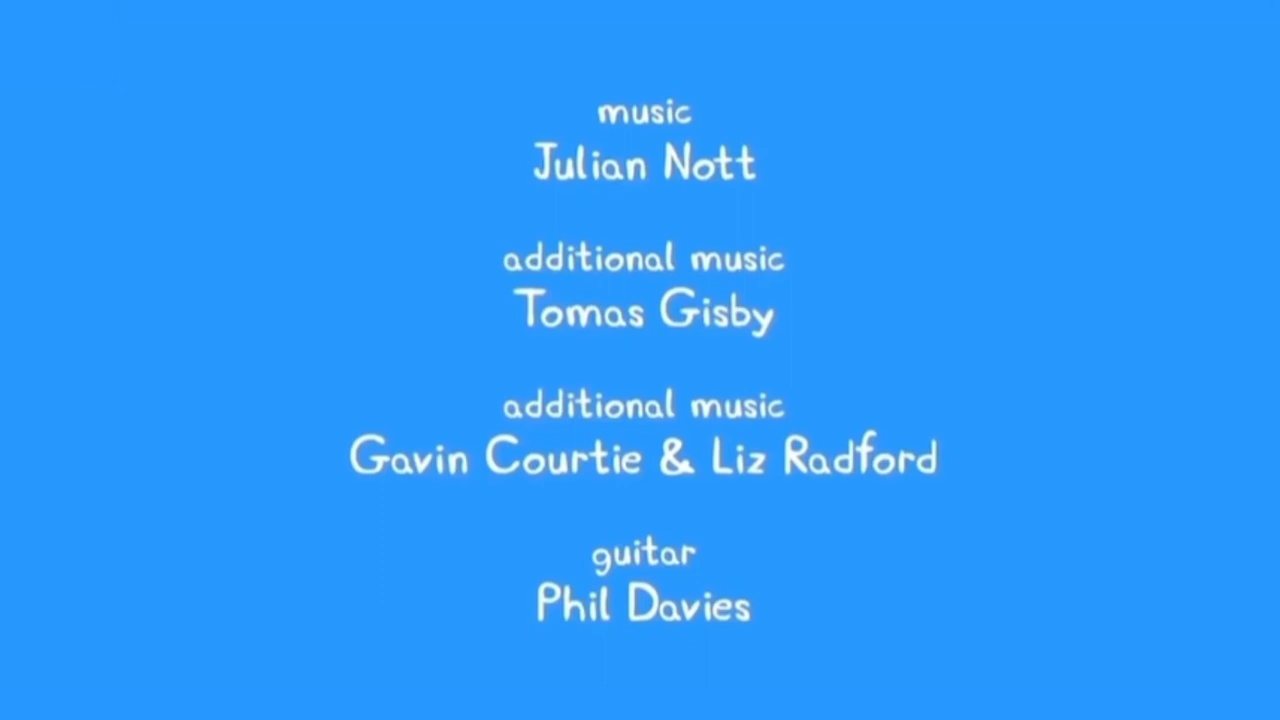 music
Julian Nott
additional music
Tomas Gisby
additional music
Gavin Courtie & Liz Radford
guitar
Phil Davies